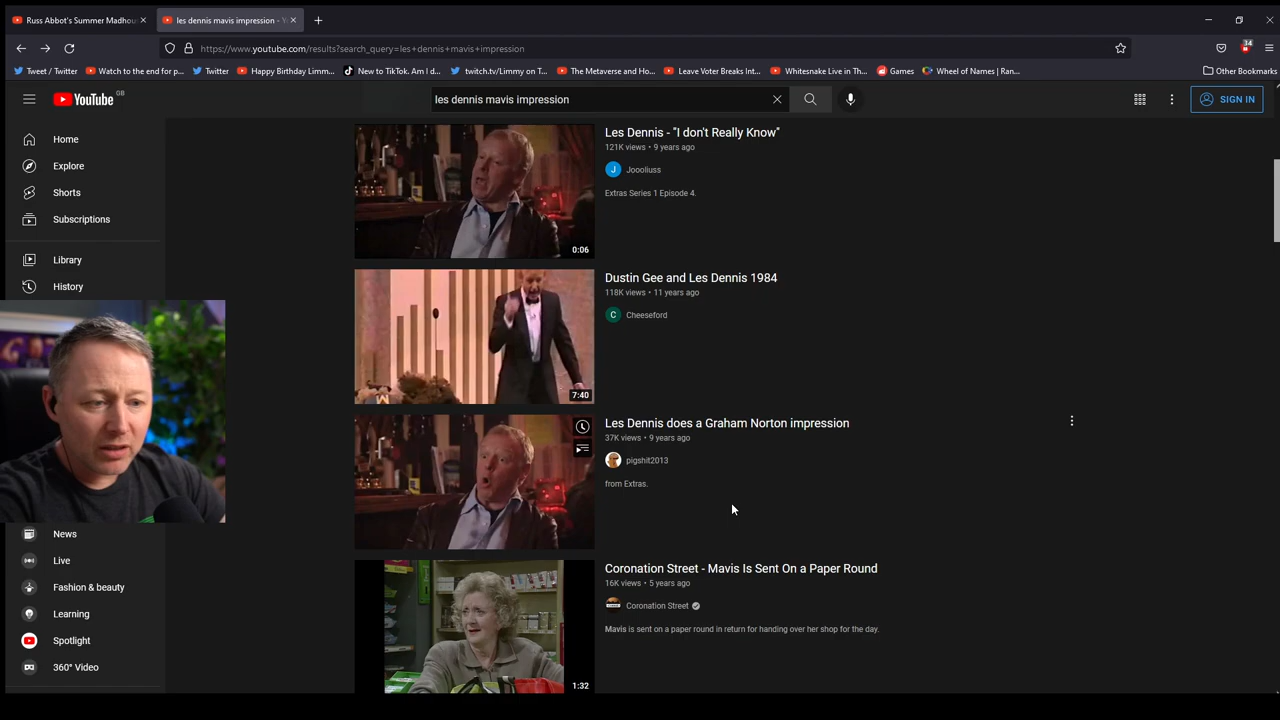 Russ Abbot's Summer Madhou
les dennis mavis impression - Y
https://www.youtube.com/results?search_query=les+dennis+mavis+impression
34
Tweet / Twitter
Watch to the end for p...
Twitter
Happy Birthday Limm...
New to TikTok. Am I d...
twitch.tv/Limmy on T...
The Metaverse and Ho...
Leave Voter Breaks Int...
Whitesnake Live in Th...
Games
Wheel of Names | Ran...
Other Bookmarks
YouTube GB
les dennis mavis impression
SIGN IN
Home
Explore
Shorts
Subscriptions
Library
History
News
Live
Fashion & beauty
Learning
Spotlight
360° Video
Les Dennis - "I don't Really Know"
121K views • 9 years ago
J Joooliuss
Extras Series 1 Episode 4.
0:06
Dustin Gee and Les Dennis 1984
118K views • 11 years ago
C Cheeseford
7:40
Les Dennis does a Graham Norton impression
37K views • 9 years ago
pigshit2013
from Extras.
Coronation Street - Mavis Is Sent On a Paper Round
16K views • 5 years ago
Coronation Street
Mavis is sent on a paper round in return for handing over her shop for the day.
1:32